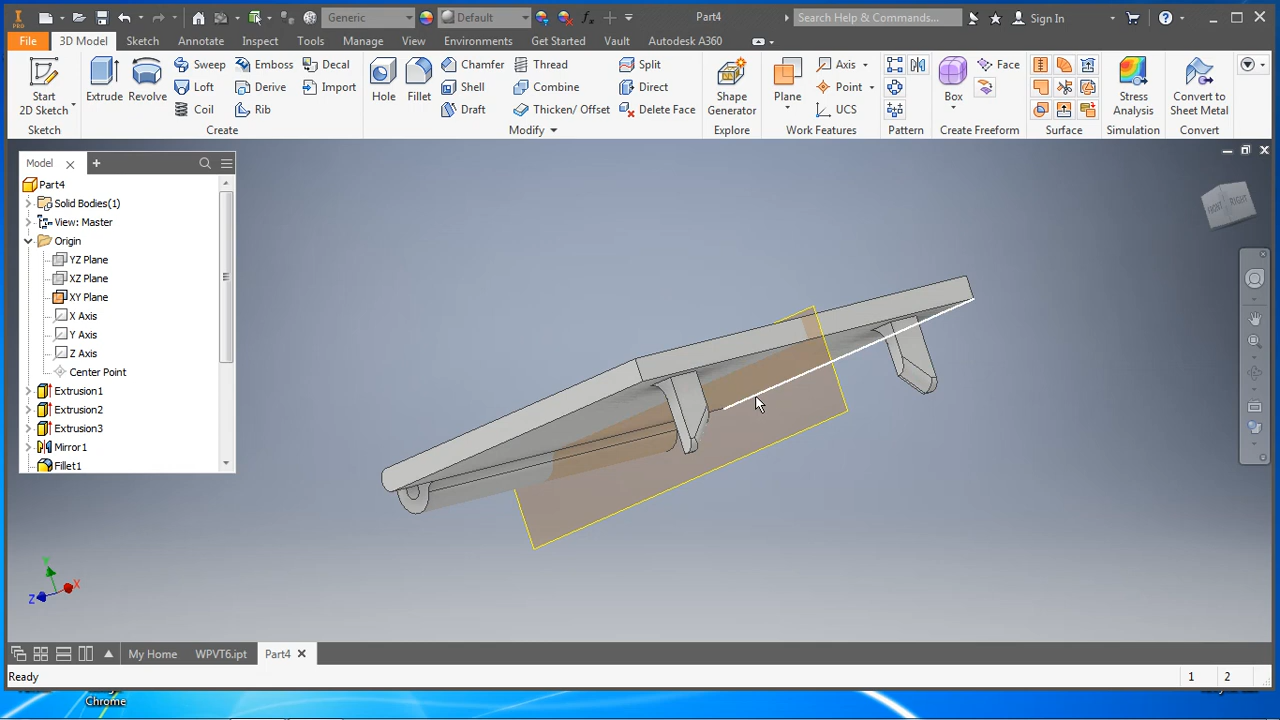 Generic
Default
Part4
Search Help & Commands...
Sign In
PRO
File
3D Model
Sketch
Annotate
Inspect
Tools
Manage
View
Environments
Get Started
Vault
Autodesk A360
Start
2D Sketch
Extrude
Revolve
Sweep
Loft
Coil
Emboss
Derive
Rib
Decal
Import
Hole
Fillet
Chamfer
Shell
Draft
Thread
Combine
Thicken/ Offset
Split
Direct
Delete Face
Shape
Generator
Plane
Axis
Point
UCS
Box
Face
Stress
Analysis
Convert to
Sheet Metal
Sketch
Create
Modify
Explore
Work Features
Pattern
Create Freeform
Surface
Simulation
Convert
Model
Part4
Solid Bodies(1)
View: Master
Origin
YZ Plane
XZ Plane
XY Plane
X Axis
Y Axis
Z Axis
Center Point
Extrusion1
Extrusion2
Extrusion3
Mirror1
Fillet1
FRONT
RIGHT
Y
X
Z
My Home
WPVT6.ipt
Part4
Ready
1
2
Chrome